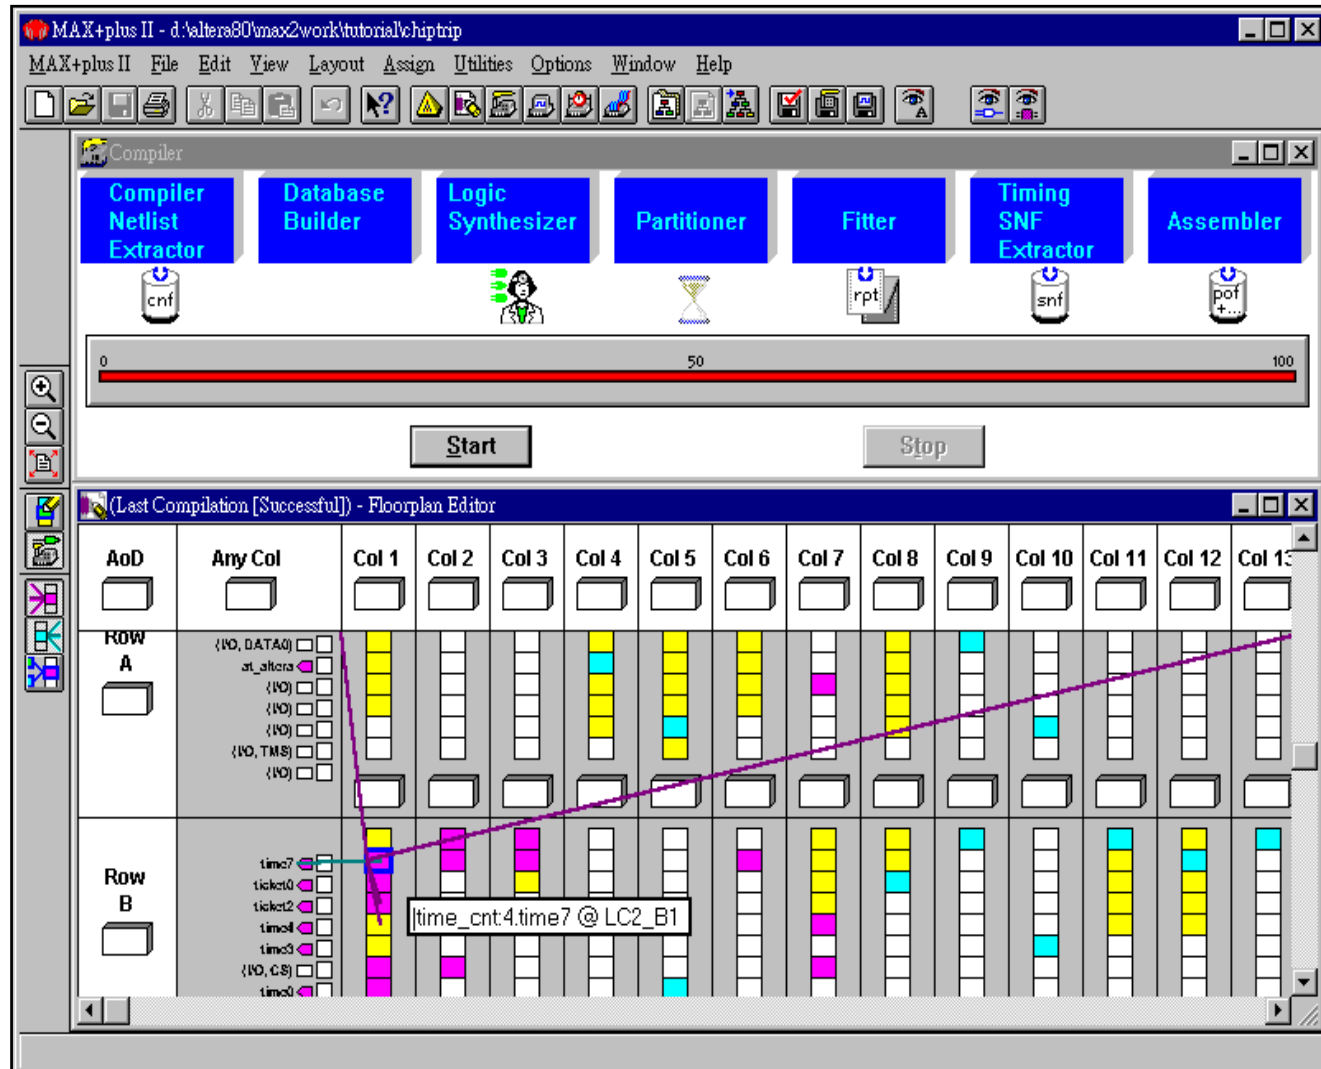 MAX+plus II - d:\altera80\max2work\tutorial\chiptrip
MAX+plus II File Edit View Layout Assign Utilities Options Window Help
Compiler
Compiler Netlist Extractor
Database Builder
Logic Synthesizer
Partitioner
Fitter
Timing SNF Extractor
Assembler
cnf
rpt
snf
pof +...
0 50 100
Start Stop
(Last Compilation [Successful]) - Floorplan Editor
AoD Any Col Col 1 Col 2 Col 3 Col 4 Col 5 Col 6 Col 7 Col 8 Col 9 Col 10 Col 11 Col 12 Col 13
Row A
(I/O, DATA0)
at_altera
(I/O)
(I/O)
(I/O)
(I/O, TMS)
(I/O)
Row B
time7
ticket0
ticket2
time4
time3
(I/O, CS)
time0
|time_cnt:4.time7 @ LC2_B1